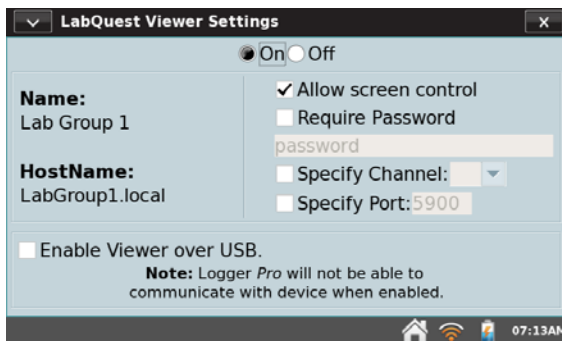 LabQuest Viewer Settings
On Off
Name:
Lab Group 1
HostName:
LabGroup1.local
Allow screen control
Require Password
password
Specify Channel:
Specify Port: 5900
Enable Viewer over USB.
Note: Logger Pro will not be able to
communicate with device when enabled.
07:13AM